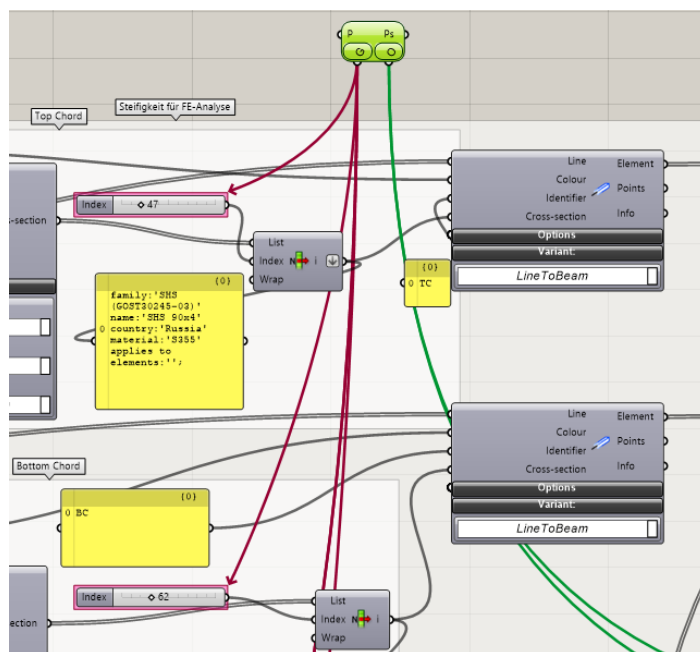 P Ps
Steifigkeit für FE-Analyse
Top Chord
Line Element
Colour Points
Identifier
Cross-section Info
Options
Variant:
LineToBeam
Index 47
s-section
List
Index N i
Wrap
{0}
TC
{0}
family:'SHS
(GOST30245-03)'
name:'SHS 90x4'
0 country:'Russia'
material:'S355'
applies to
elements:'';
Line Element
Colour Points
Identifier
Cross-section Info
Options
Variant:
LineToBeam
Bottom Chord
{0}
0 BC
Index 62
ection
List
Index N i
Wrap